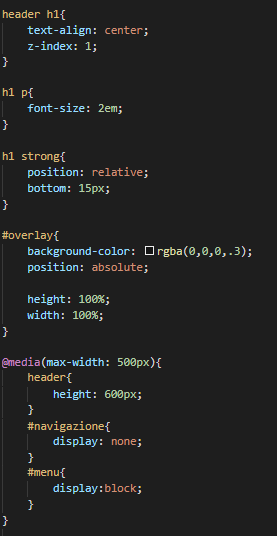 header h1{
    text-align: center;
    z-index: 1;
}

h1 p{
    font-size: 2em;
}

h1 strong{
    position: relative;
    bottom: 15px;
}

#overlay{
    background-color: rgba(0,0,0,.3);
    position: absolute;

    height: 100%;
    width: 100%;
}

@media(max-width: 500px){
    header{
        height: 600px;
    }
    #navigazione{
        display: none;
    }
    #menu{
        display:block;
    }
}